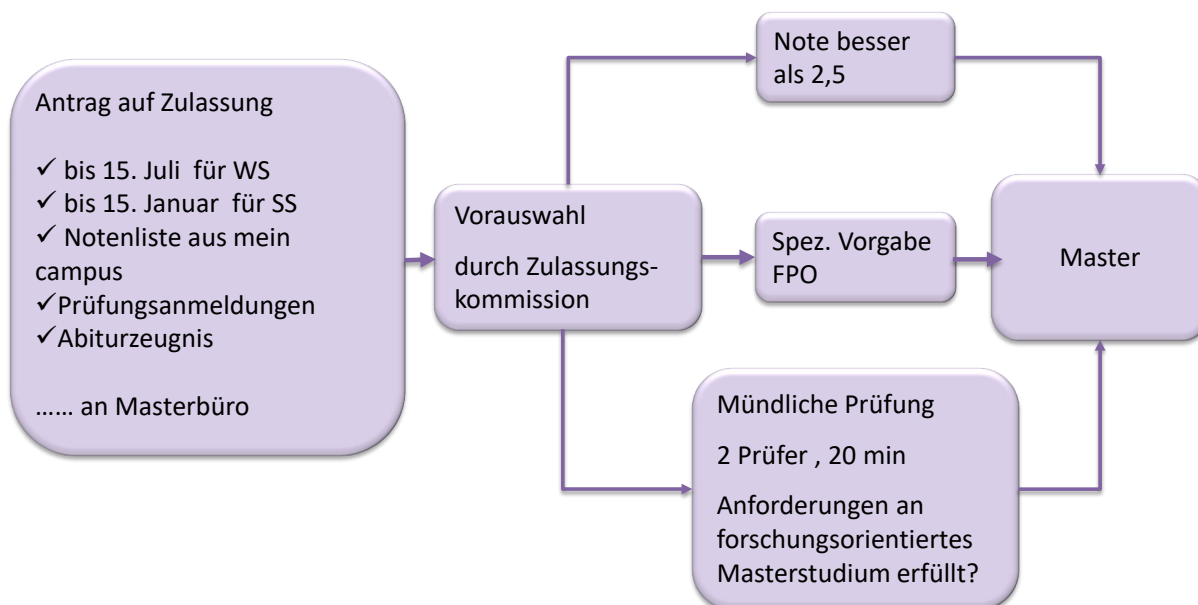 Antrag auf Zulassung
✓ bis 15. Juli für WS
✓ bis 15. Januar für SS
✓ Notenliste aus mein
campus
✓Prüfungsanmeldungen
✓Abiturzeugnis
…… an Masterbüro
Vorauswahl
durch Zulassungs-
kommission
Note besser
als 2,5
Spez. Vorgabe
FPO
Mündliche Prüfung
2 Prüfer , 20 min
Anforderungen an
forschungsorientiertes
Masterstudium erfüllt?
Master